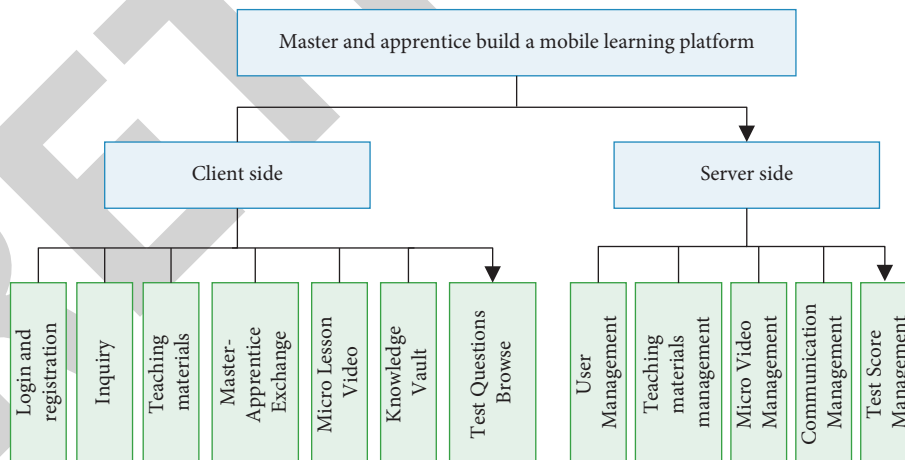 Master and apprentice build a mobile learning platform
Client side
Server side
Login and
registration
Inquiry
Teaching
materials
Master-
Apprentice
Exchange
Micro Lesson
Video
Knowledge
Vault
Test Questions
Browse
User
Management
Teaching
materials
management
Micro Video
Management
Communication
Management
Test Score
Management